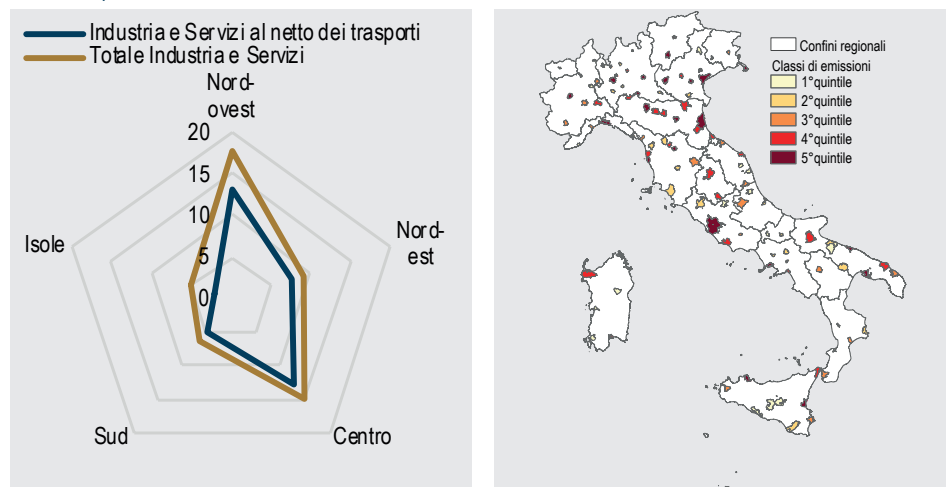 Industria e Servizi al netto dei trasporti
Totale Industria e Servizi
Nord-
ovest
20
15
10
5
0
Isole
Nord-
est
Sud
Centro
Confini regionali
Classi di emissioni
1°quintile
2°quintile
3°quintile
4°quintile
5°quintile